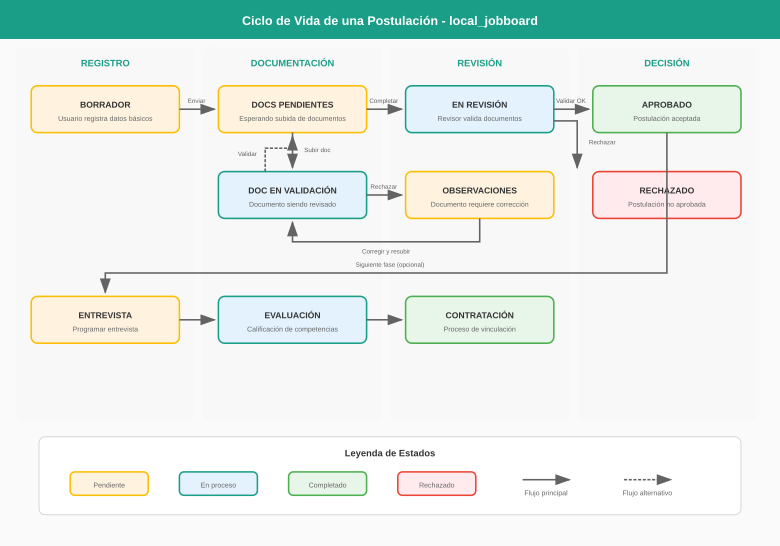 Ciclo de Vida de una Postulación - local_jobboard
REGISTRO
DOCUMENTACIÓN
REVISIÓN
DECISIÓN
BORRADOR
Usuario registra datos básicos
Enviar
DOCS PENDIENTES
Esperando subida de documentos
Completar
EN REVISIÓN
Revisor valida documentos
Validar OK
APROBADO
Postulación aceptada
Validar
Subir doc
Rechazar
DOC EN VALIDACIÓN
Documento siendo revisado
Rechazar
OBSERVACIONES
Documento requiere corrección
RECHAZADO
Postulación no aprobada
Corregir y resubir
Siguiente fase (opcional)
ENTREVISTA
Programar entrevista
EVALUACIÓN
Calificación de competencias
CONTRATACIÓN
Proceso de vinculación
Leyenda de Estados
Pendiente
En proceso
Completado
Rechazado
Flujo principal
Flujo alternativo